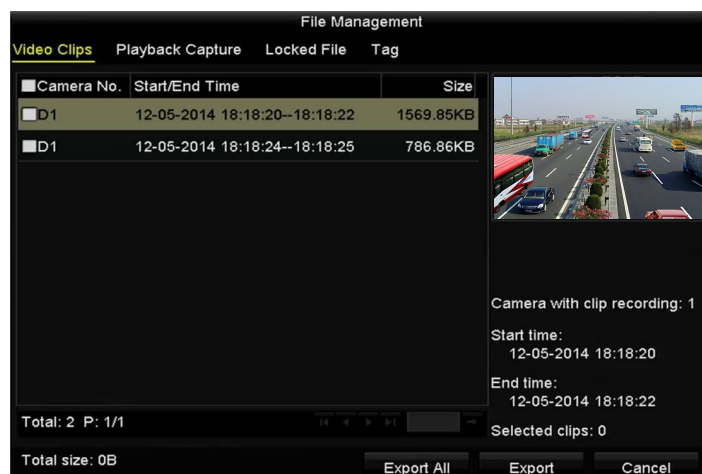 File Management
Video Clips Playback Capture Locked File Tag
Camera No. Start/End Time Size
D1 12-05-2014 18:18:20--18:18:22 1569.85KB
D1 12-05-2014 18:18:24--18:18:25 786.86KB
Camera with clip recording: 1
Start time:
12-05-2014 18:18:20
End time:
12-05-2014 18:18:22
Selected clips: 0
Total: 2 P: 1/1
Total size: 0B
Export All Export Cancel